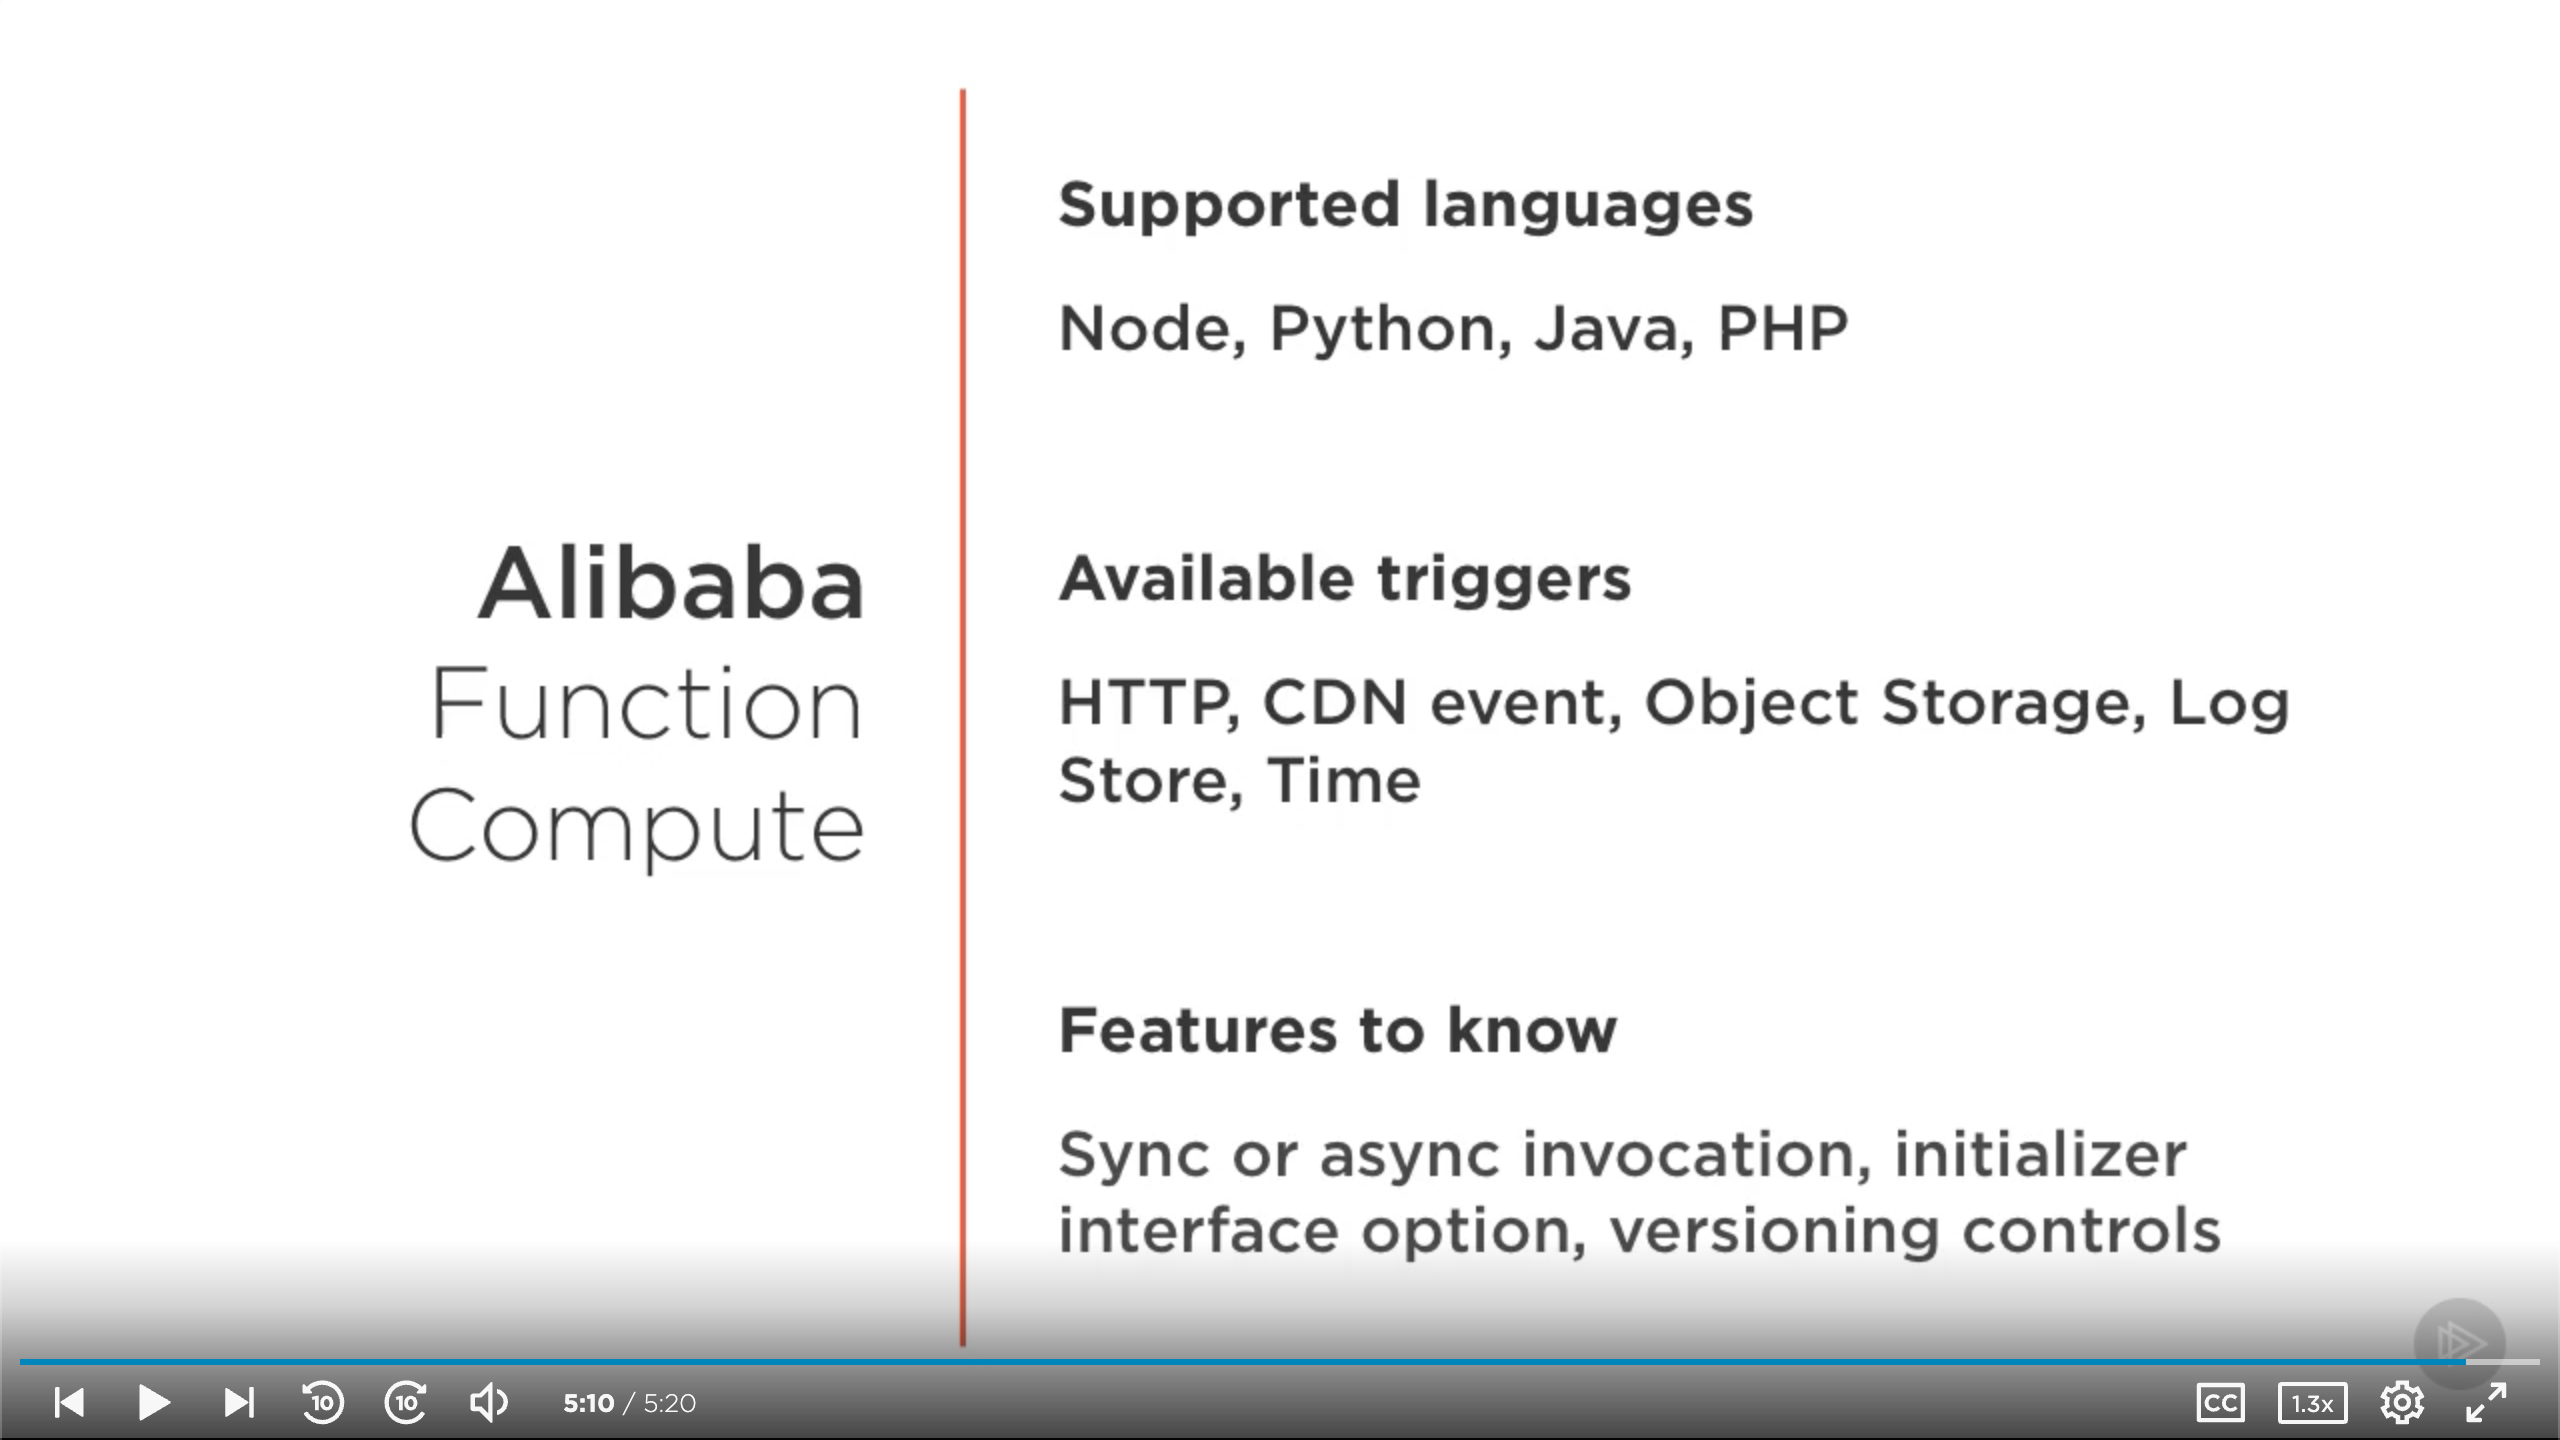 Alibaba
Function
Compute
Supported languages
Node, Python, Java, PHP
Available triggers
HTTP, CDN event, Object Storage, Log
Store, Time
Features to know
Sync or async invocation, initializer
interface option, versioning controls
10
10
5:10 / 5:20
CC
1.3x